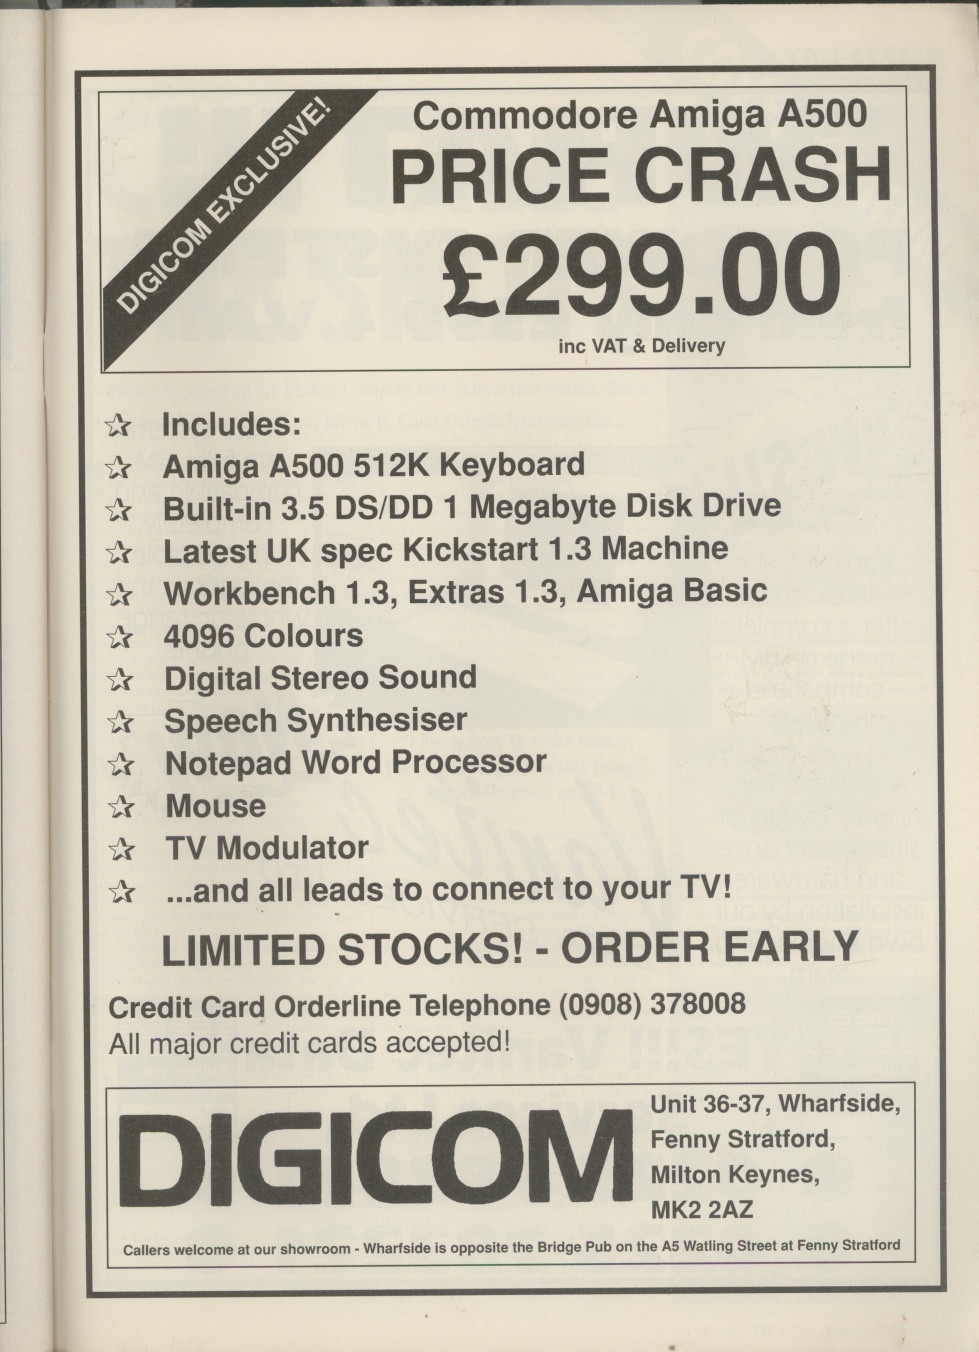 DIGICOM EXCLUSIVE!
Commodore Amiga A500
PRICE CRASH
£299.00
inc VAT & Delivery
Includes:
Amiga A500 512K Keyboard
Built-in 3.5 DS/DD 1 Megabyte Disk Drive
Latest UK spec Kickstart 1.3 Machine
Workbench 1.3, Extras 1.3, Amiga Basic
4096 Colours
Digital Stereo Sound
Speech Synthesiser
Notepad Word Processor
Mouse
TV Modulator
...and all leads to connect to your TV!
LIMITED STOCKS! - ORDER EARLY
Credit Card Orderline Telephone (0908) 378008
All major credit cards accepted!
DIGICOM
Unit 36-37, Wharfside,
Fenny Stratford,
Milton Keynes,
MK2 2AZ
Callers welcome at our showroom - Wharfside is opposite the Bridge Pub on the A5 Watling Street at Fenny Stratford